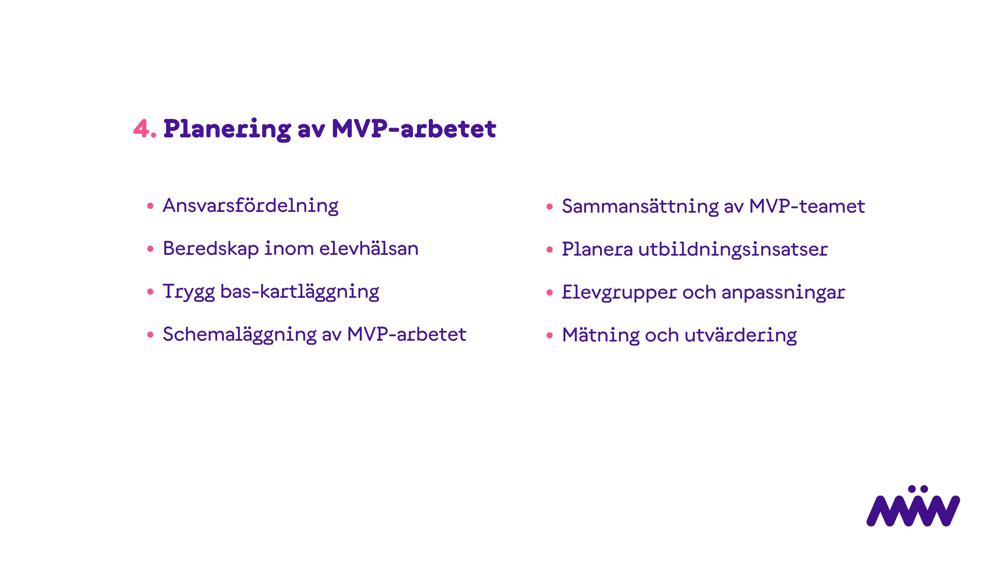 4. Planering av MVP-arbetet
• Ansvarsfördelning
• Beredskap inom elevhälsan
• Trygg bas-kartläggning
• Schemaläggning av MVP-arbetet
• Sammansättning av MVP-teamet
• Planera utbildningsinsatser
• Elevgrupper och anpassningar
• Mätning och utvärdering